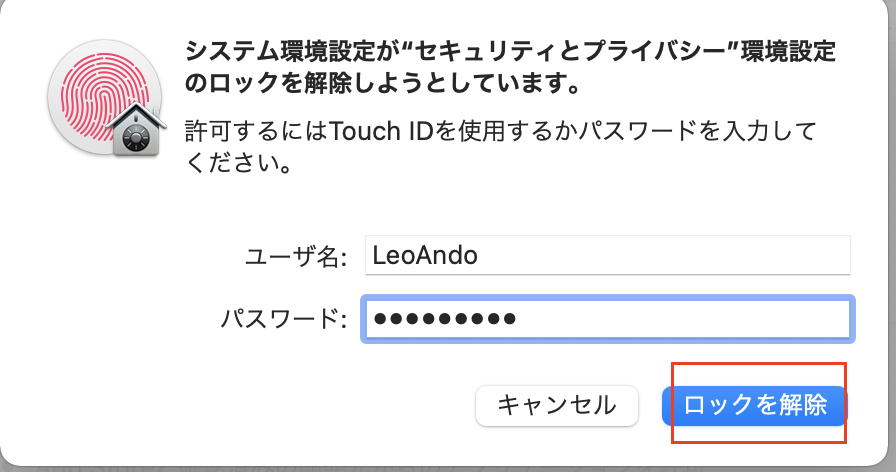 システム環境設定が“セキュリティとプライバシー”環境設定
のロックを解除しようとしています。
許可するにはTouch IDを使用するかパスワードを入力して
ください。
ユーザ名: LeoAndo
パスワード: ●●●●●●●●●
キャンセル ロックを解除